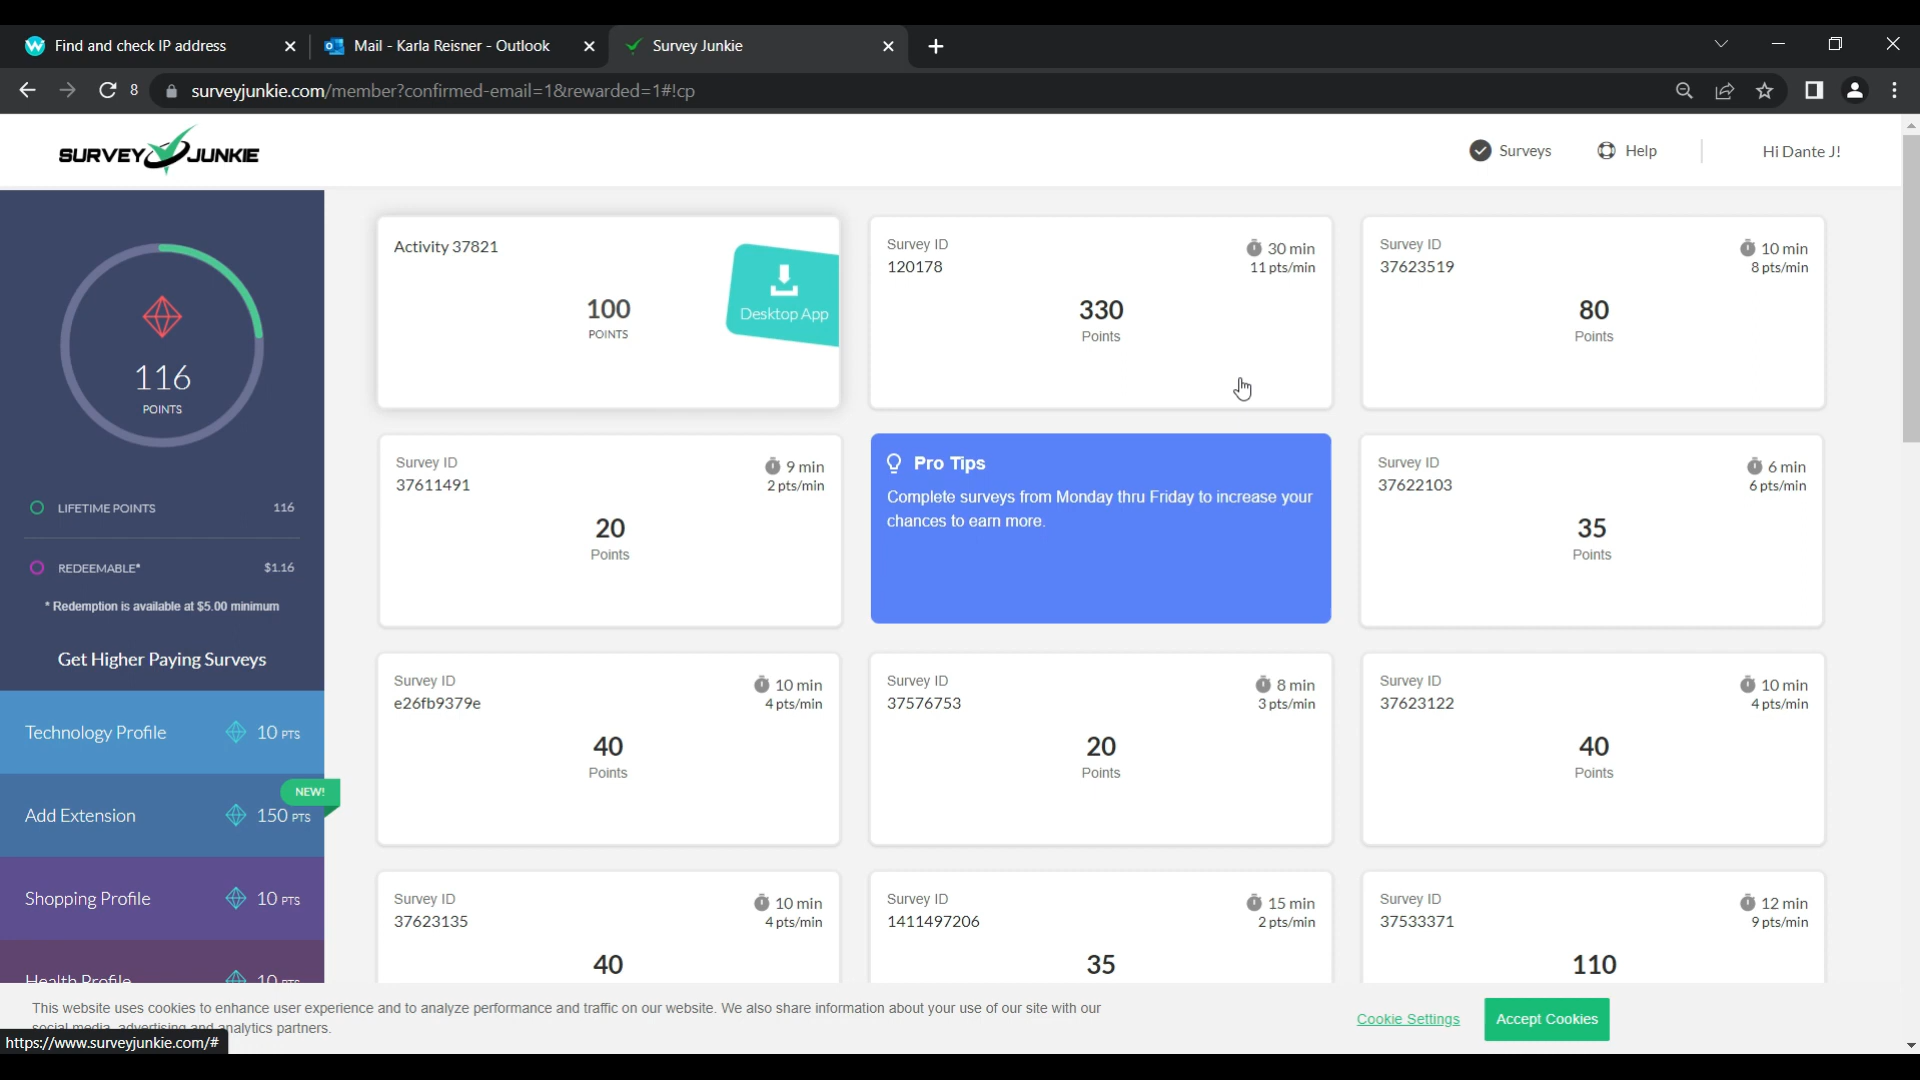 Find and check IP address
Mail - Karla Reisner - Outlook
Survey Junkie
8
surveyjunkie.com/member?confirmed-email=1&rewarded=1#!cp
SURVEY JUNKIE
Surveys
Help
Hi Dante J!
116
POINTS
LIFETIME POINTS 116
REDEEMABLE* $1.16
* Redemption is available at $5.00 minimum
Get Higher Paying Surveys
Technology Profile 10 PTS
NEW!
Add Extension 150 PTS
Shopping Profile 10 PTS
Health Profile 10 PTS
Activity 37821
100
POINTS
Desktop App
Survey ID
120178
30 min
11 pts/min
330
Points
Survey ID
37623519
10 min
8 pts/min
80
Points
Survey ID
37611491
9 min
2 pts/min
20
Points
Pro Tips
Complete surveys from Monday thru Friday to increase your
chances to earn more.
Survey ID
37622103
6 min
6 pts/min
35
Points
Survey ID
e26fb9379e
10 min
4 pts/min
40
Points
Survey ID
37576753
8 min
3 pts/min
20
Points
Survey ID
37623122
10 min
4 pts/min
40
Points
Survey ID
37623135
10 min
4 pts/min
40
Survey ID
1411497206
15 min
2 pts/min
35
Survey ID
37533371
12 min
9 pts/min
110
This website uses cookies to enhance user experience and to analyze performance and traffic on our website. We also share information about your use of our site with our
social media, advertising and analytics partners.
Cookie Settings
Accept Cookies
https://www.surveyjunkie.com/#